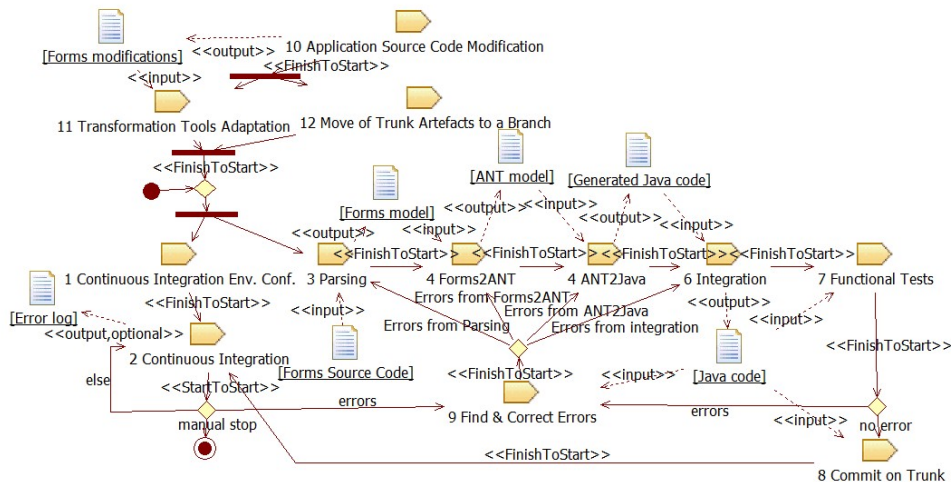 <<output>>
10 Application Source Code Modification
[Forms modifications]
<<FinishToStart>>
<<input>>
11 Transformation Tools Adaptation
12 Move of Trunk Artefacts to a Branch
<<FinishToStart>>
[ANT model]
[Generated Java code]
[Forms model]
<<output>>
<<input>>
<<output>>
<<input>>
<<output>>
<<input>>
<<FinishToStart>>
<<FinishToStart>>
<<FinishToStart>>
<<FinishToStart>>
1 Continuous Integration Env. Conf.
3 Parsing
4 Forms2ANT
4 ANT2Java
6 Integration
7 Functional Tests
<<FinishToStart>>
<<input>>
Errors from Forms2ANT
Errors from ANT2Java
Errors from Parsing
Errors from integration
<<output>>
<<input>>
[Error log]
<<output,optional>>
<<FinishToStart>>
2 Continuous Integration
[Forms Source Code]
<<FinishToStart>>
<<input>>
[Java code]
else
<<StartToStart>>
errors
9 Find & Correct Errors
errors
<<input>>
no error
manual stop
<<FinishToStart>>
8 Commit on Trunk